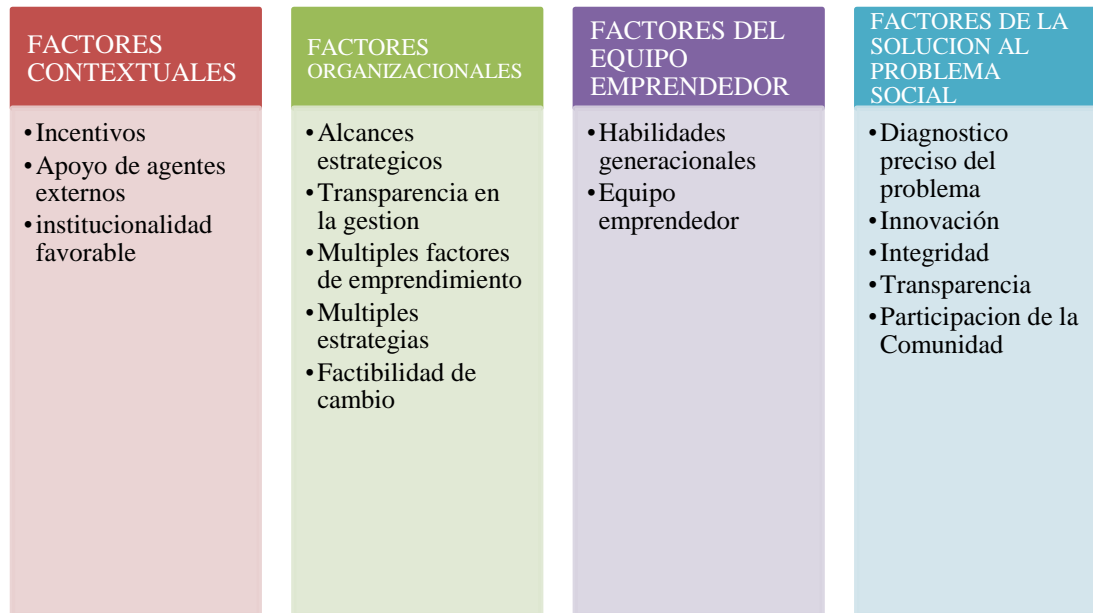 FACTORES
CONTEXTUALES
• Incentivos
• Apoyo de agentes
externos
• institucionalidad
favorable
FACTORES
ORGANIZACIONALES
• Alcances
estrategicos
• Transparencia en
la gestion
• Multiples factores
de emprendimiento
• Multiples
estrategias
• Factibilidad de
cambio
FACTORES DEL
EQUIPO
EMPRENDEDOR
• Habilidades
generacionales
• Equipo
emprendedor
FACTORES DE LA
SOLUCION AL
PROBLEMA
SOCIAL
• Diagnostico
preciso del
problema
• Innovación
• Integridad
• Transparencia
• Participacion de la
Comunidad